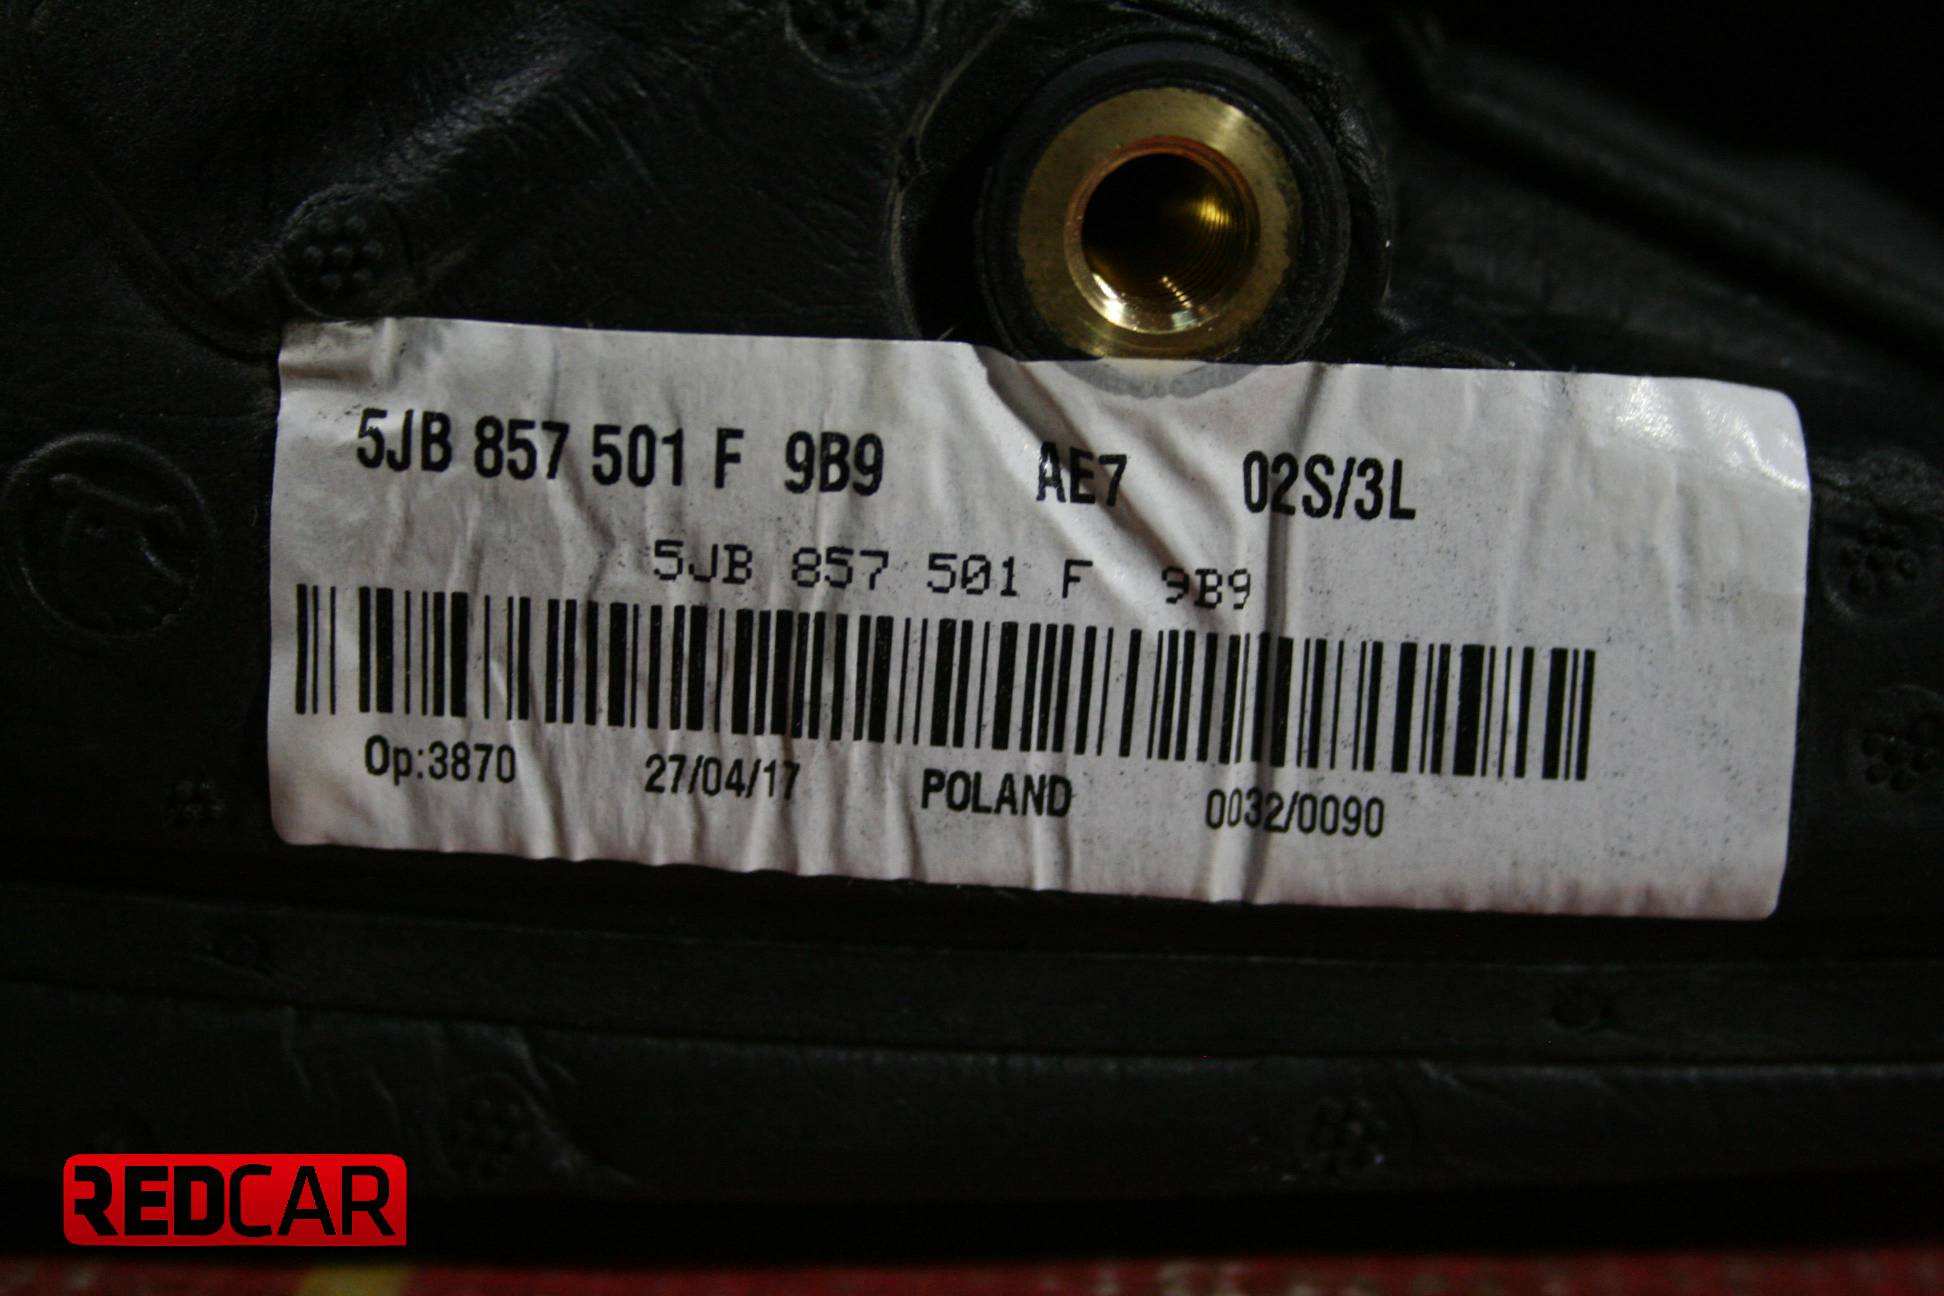 5JB 857 501 F 9B9 AE7 02S/3L
5JB 857 501 F 9B9
Op:3870 27/04/17 POLAND 0032/0090
REDCAR